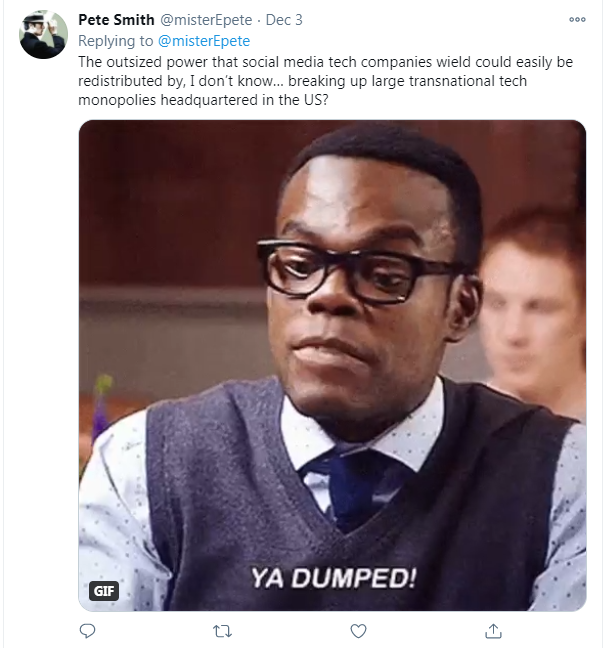 Pete Smith @misterEpete · Dec 3
Replying to @misterEpete
The outsized power that social media tech companies wield could easily be
redistributed by, I don't know... breaking up large transnational tech
monopolies headquartered in the US?
YA DUMPED!
GIF